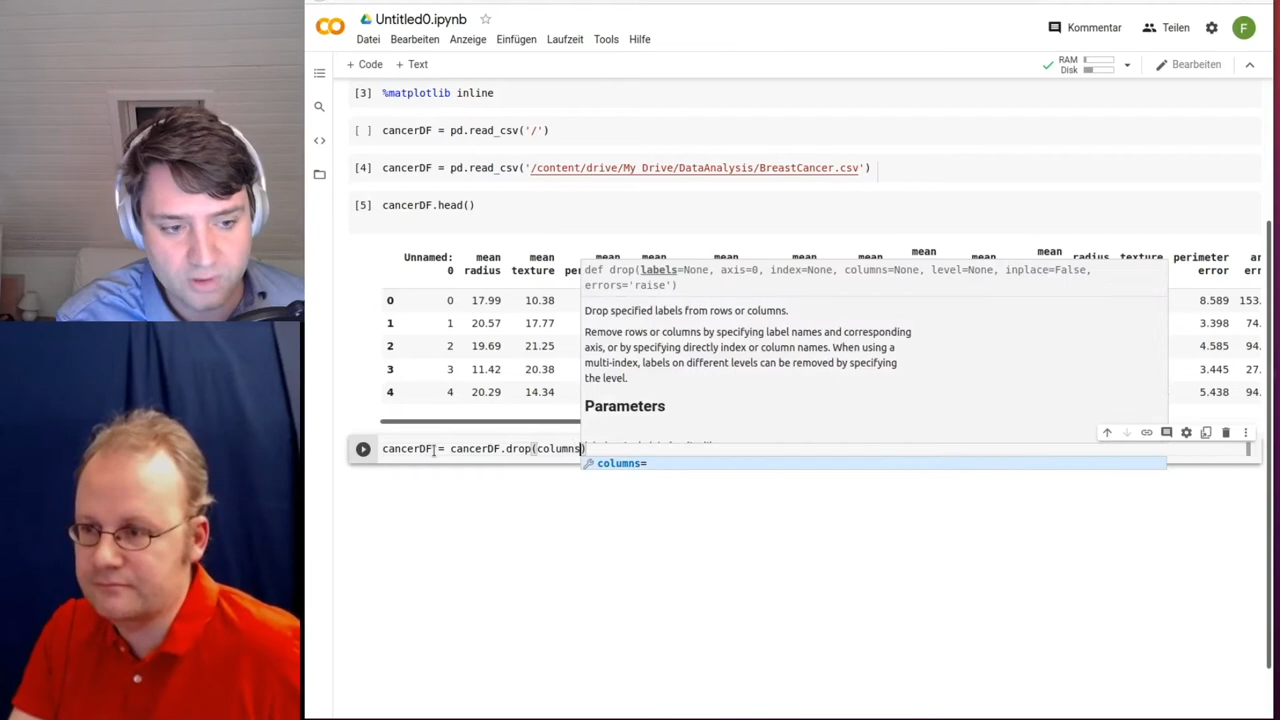 Untitled0.ipynb
Datei Bearbeiten Anzeige Einfügen Laufzeit Tools Hilfe
Kommentar Teilen F
+ Code + Text
RAM
Disk
Bearbeiten
[3] %matplotlib inline
[ ] cancerDF = pd.read_csv('/')
[4] cancerDF = pd.read_csv('/content/drive/My Drive/DataAnalysis/BreastCancer.csv')
[5] cancerDF.head()
mean mean
Unnamed: mean mean mean mean mean mean radius texture perimeter
0 radius texture error
0 0 17.99 10.38 8.589 153.
1 1 20.57 17.77 3.398 74.
2 2 19.69 21.25 4.585 94.
3 3 11.42 20.38 3.445 27.
4 4 20.29 14.34 5.438 94.
def drop(labels=None, axis=0, index=None, columns=None, level=None, inplace=False,
errors='raise')
Drop specified labels from rows or columns.
Remove rows or columns by specifying label names and corresponding
axis, or by specifying directly index or column names. When using a
multi-index, labels on different levels can be removed by specifying
the level.
Parameters
cancerDF = cancerDF.drop(columns)
columns=